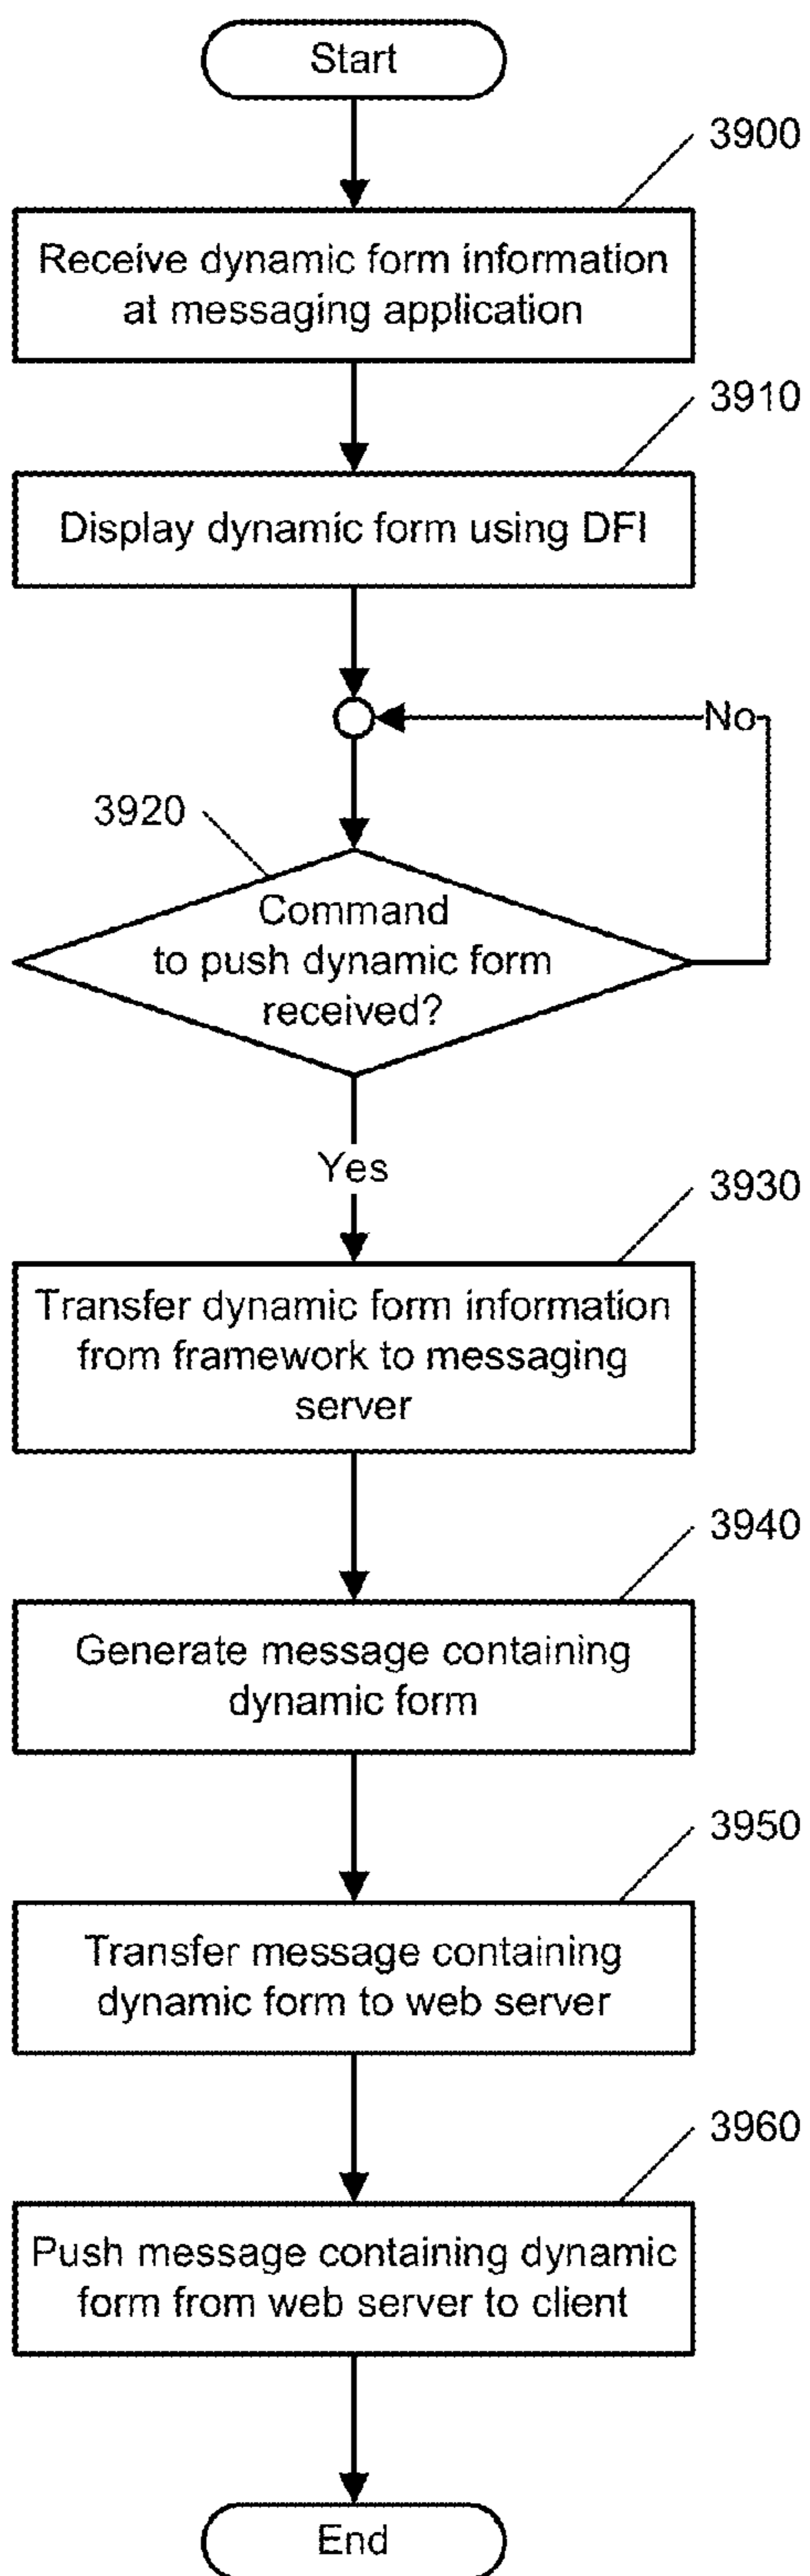 Start
3900
Receive dynamic form information
at messaging application
3910
Display dynamic form using DFI
No
3920
Command
to push dynamic form
received?
Yes
3930
Transfer dynamic form information
from framework to messaging
server
3940
Generate message containing
dynamic form
3950
Transfer message containing
dynamic form to web server
3960
Push message containing dynamic
form from web server to client
End